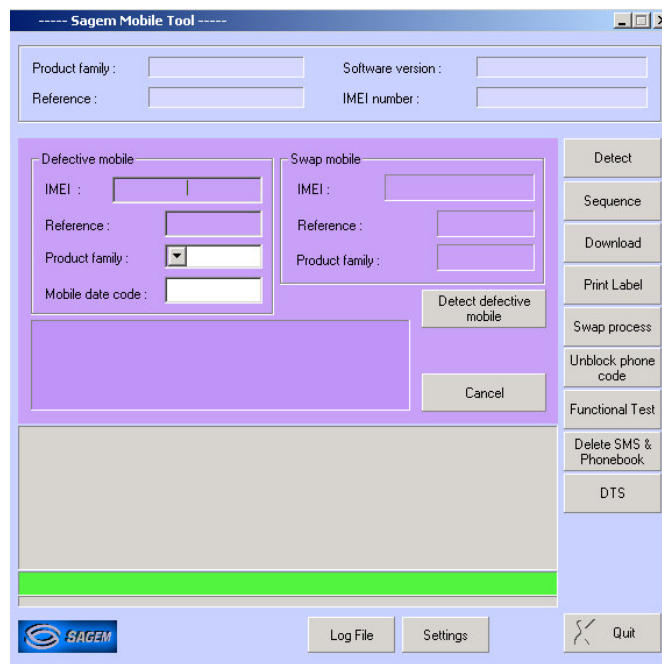 ----- Sagem Mobile Tool -----
Product family :
Software version :
Reference :
IMEI number :
Defective mobile
Swap mobile
IMEI :
IMEI :
Reference :
Reference :
Product family :
Product family :
Mobile date code :
Detect defective
mobile
Cancel
Detect
Sequence
Download
Print Label
Swap process
Unblock phone
code
Functional Test
Delete SMS &
Phonebook
DTS
SAGEM
Log File
Settings
Quit